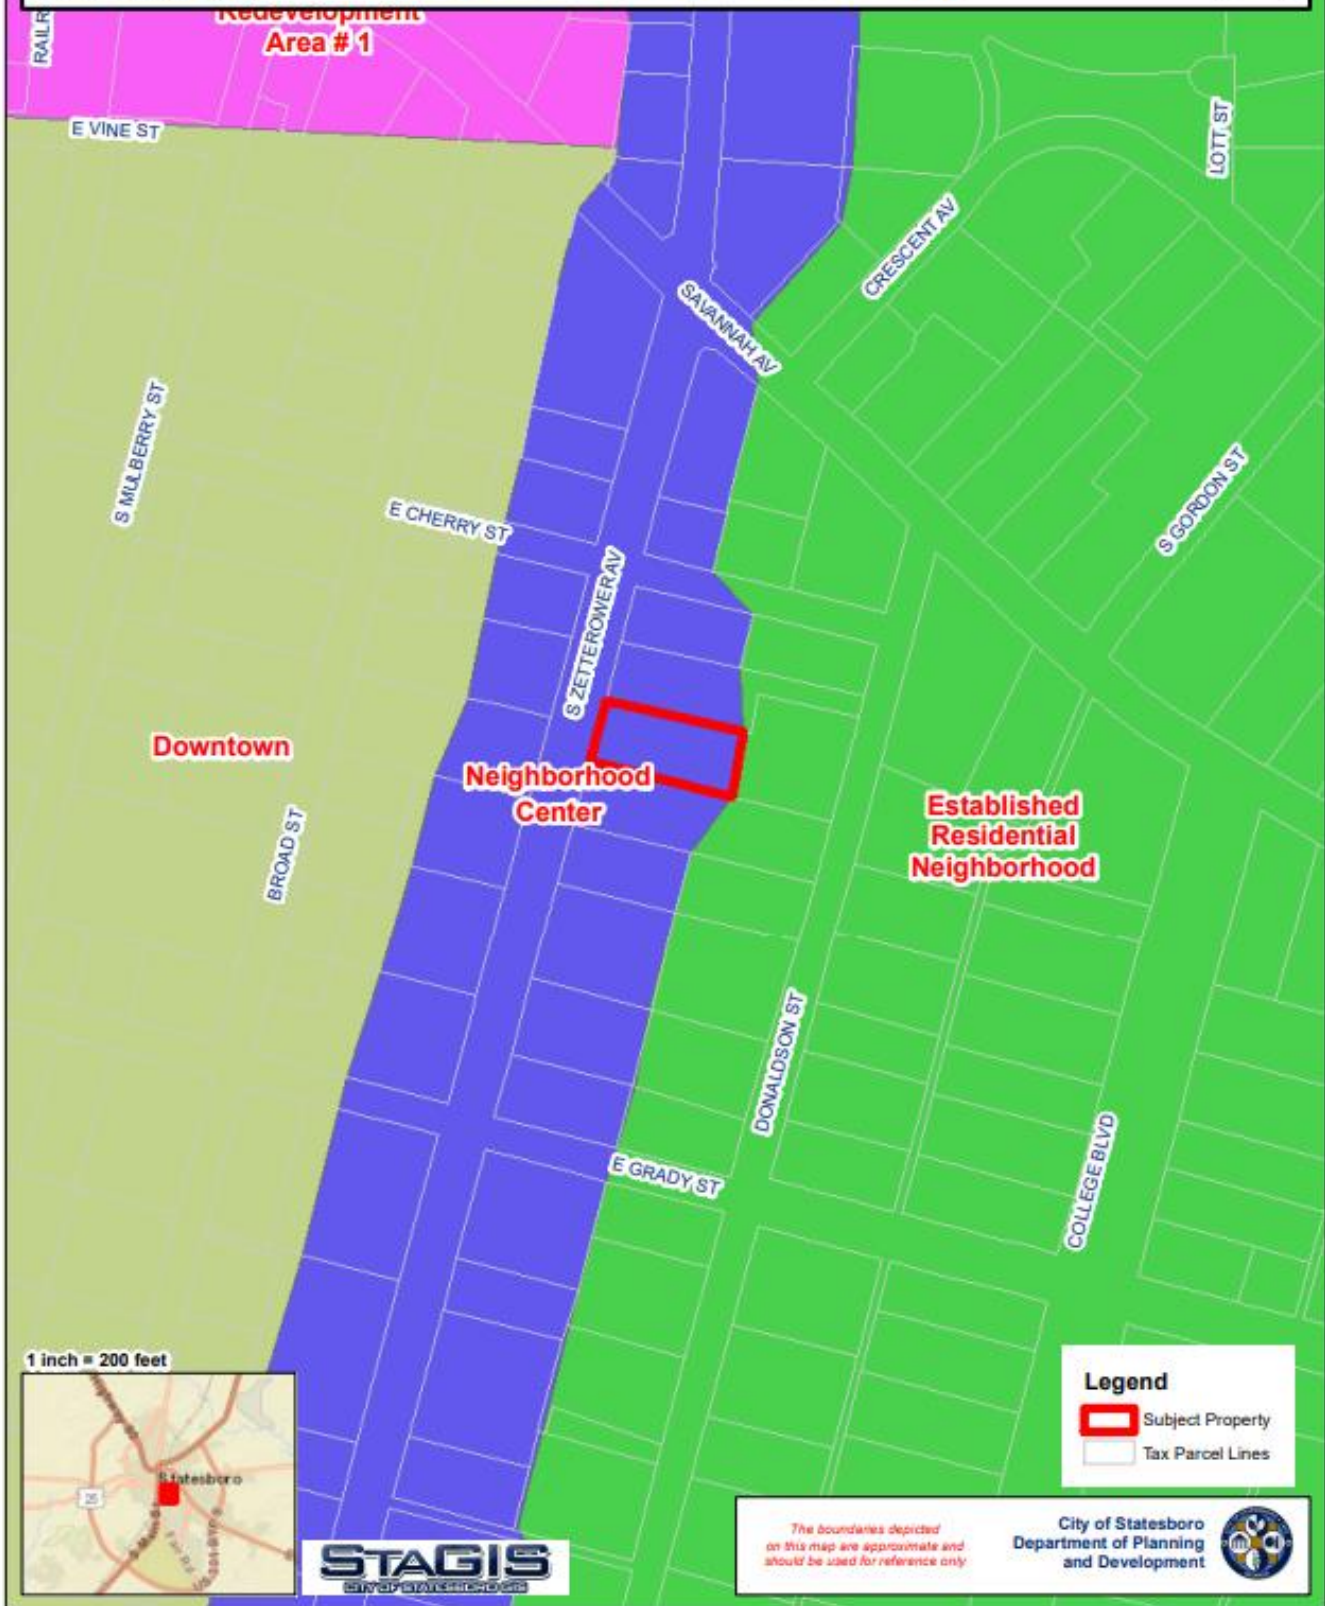 RAILR
Redevelopment
Area # 1
E VINE ST
LOTT ST
CRESCENT AV
SAVANNAH AV
S MULBERRY ST
S GORDON ST
E CHERRY ST
S ZETTEROWER AV
Downtown
Neighborhood
Center
Established
Residential
Neighborhood
BROAD ST
DONALDSON ST
COLLEGE BLVD
E GRADY ST
1 inch = 200 feet
Statesboro
Legend
Subject Property
Tax Parcel Lines
STAGIS
CITY OF STATESBORO GIS
The boundaries depicted
on this map are approximate and
should be used for reference only
City of Statesboro
Department of Planning
and Development